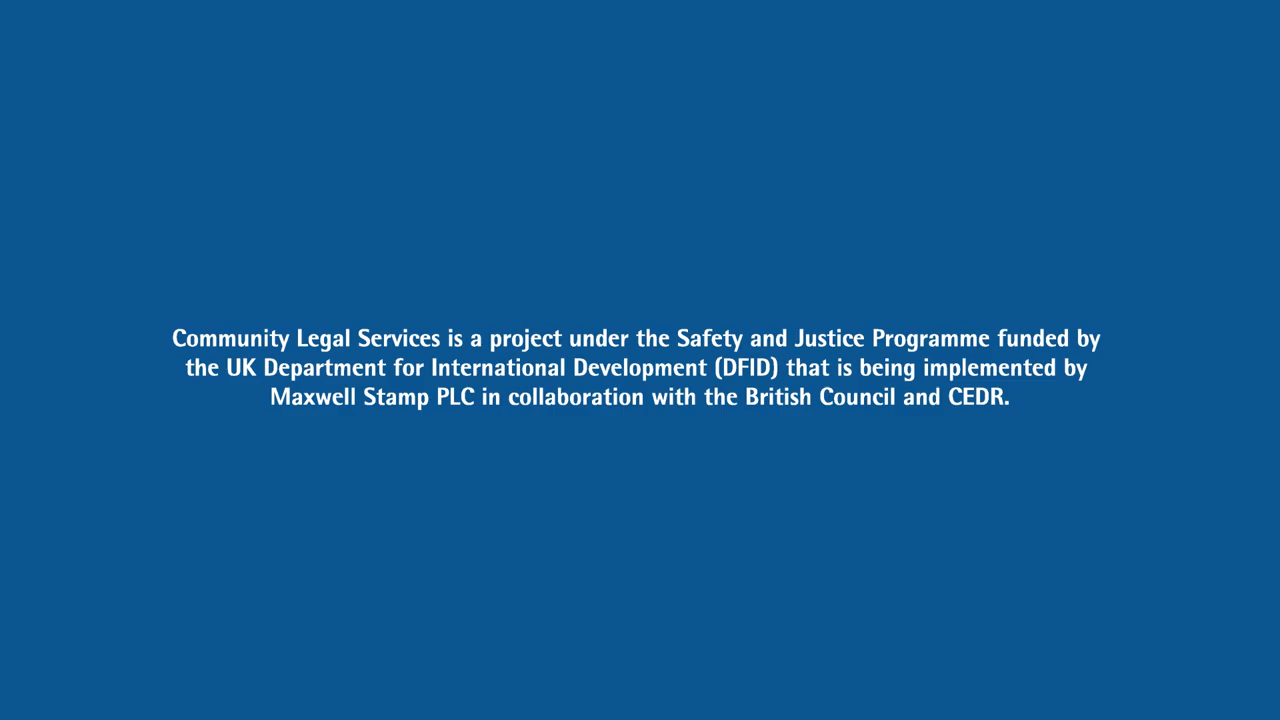 Community Legal Services is a project under the Safety and Justice Programme funded by
the UK Department for International Development (DFID) that is being implemented by
Maxwell Stamp PLC in collaboration with the British Council and CEDR.